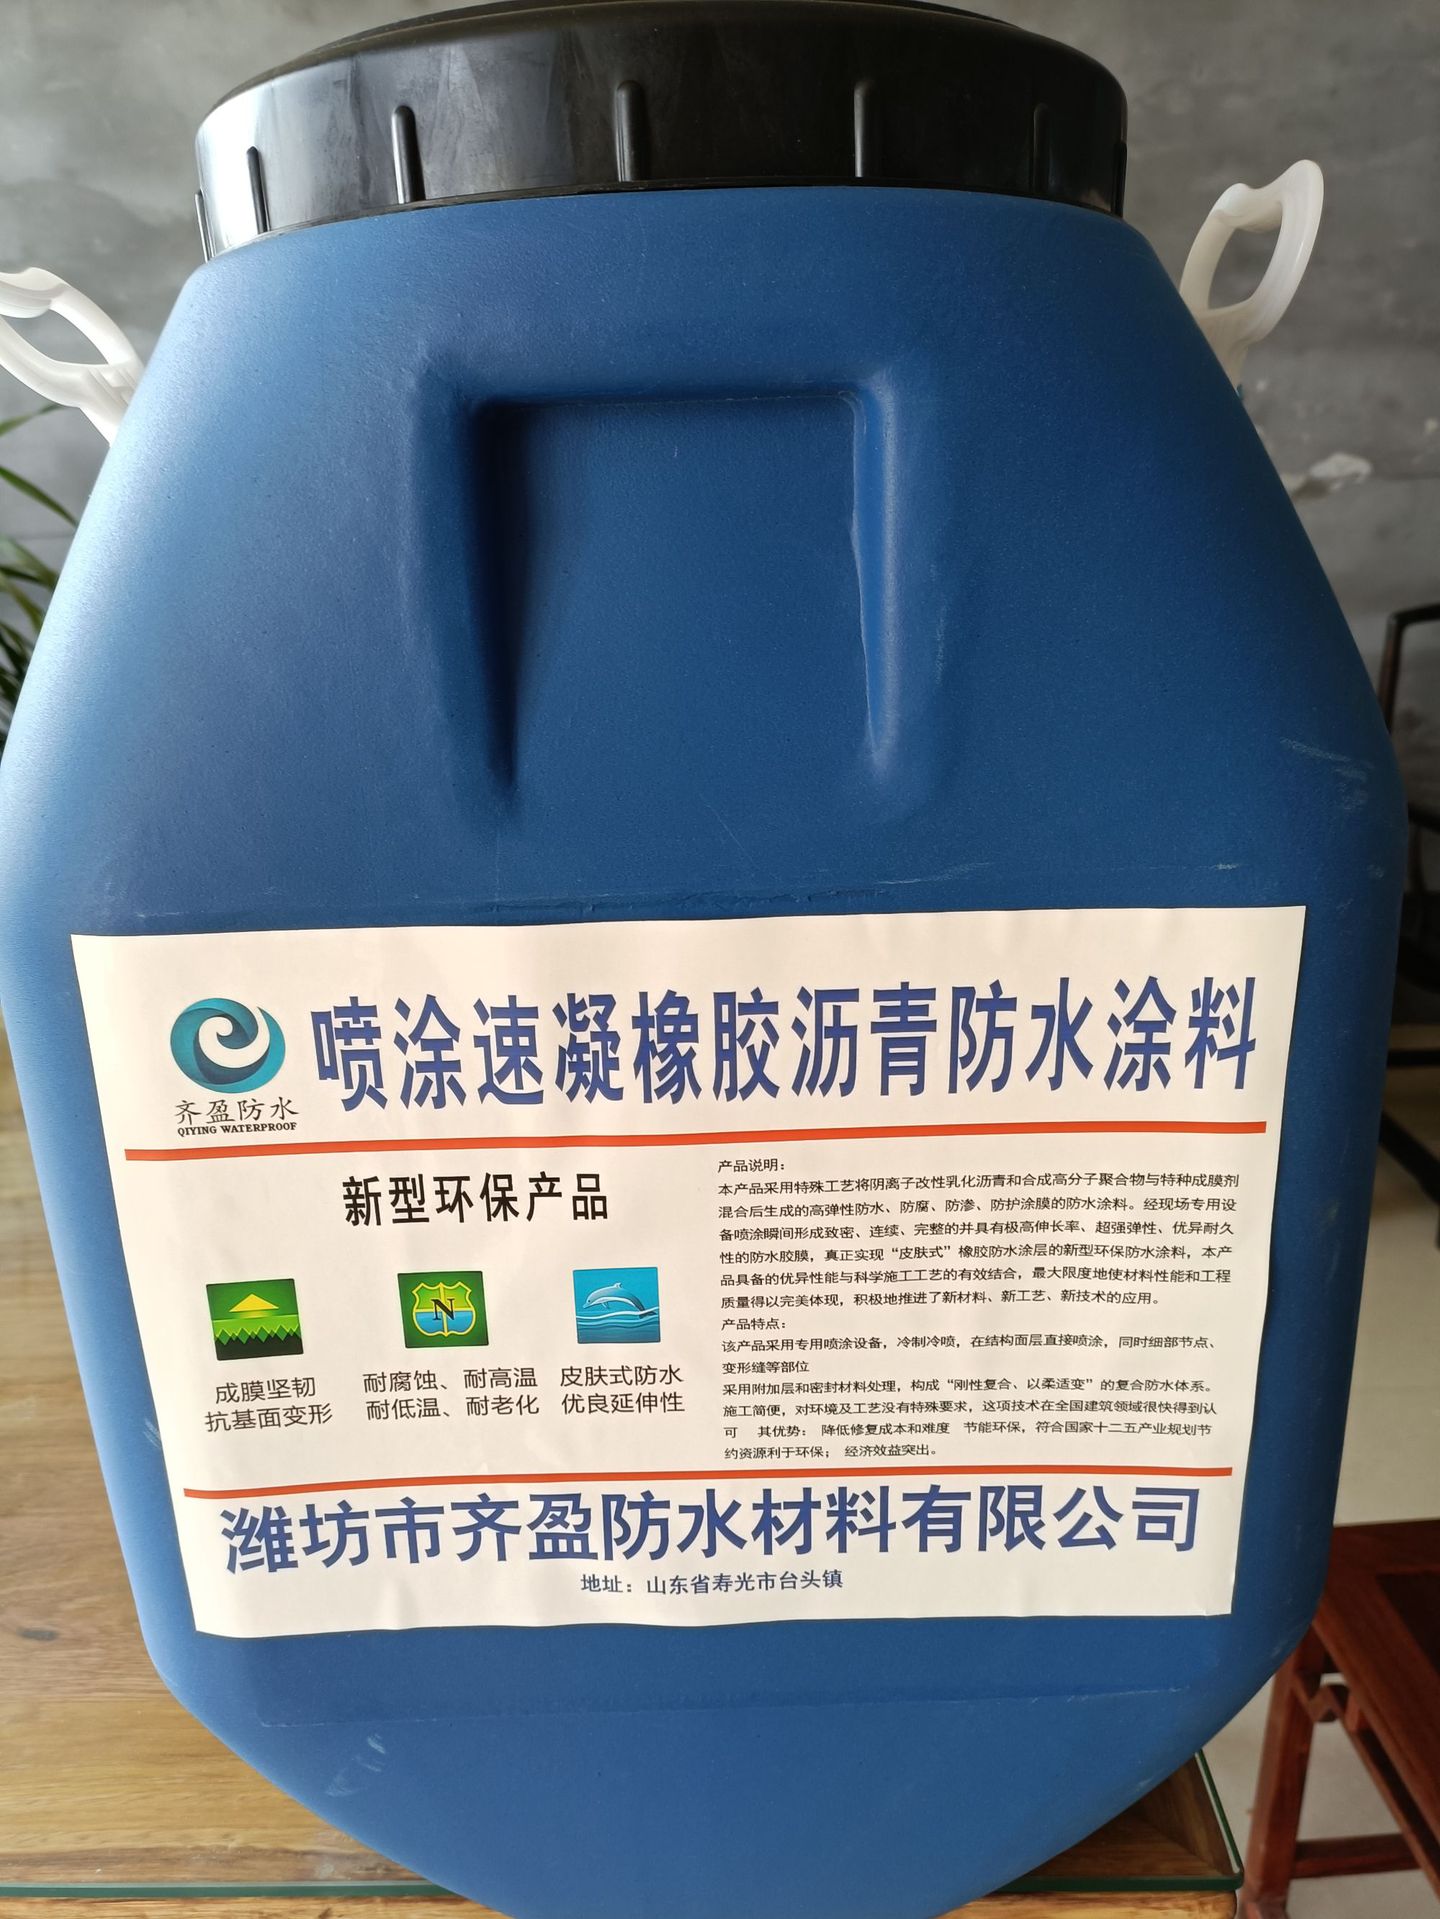 喷涂速凝橡胶沥青防水涂料
齐盈防水
QIYING WATERPROOF
新型环保产品
N
成膜坚韧
抗基面变形
耐腐蚀、耐高温
耐低温、耐老化
皮肤式防水
优良延伸性
产品说明：
本产品采用特殊工艺将阴离子改性乳化沥青和合成高分子聚合物与特种成膜剂
混合后生成的高弹性防水、防腐、防渗、防护涂膜的防水涂料。经现场专用设
备喷涂瞬间形成致密、连续、完整的并具有极高伸长率、超强弹性、优异耐久
性的防水胶膜，真正实现“皮肤式”橡胶防水涂层的新型环保防水涂料，本产
品具备的优异性能与科学施工工艺的有效结合，最大限度地使材料性能和工程
质量得以完美体现，积极地推进了新材料、新工艺、新技术的应用。
产品特点：
该产品采用专用喷涂设备，冷制冷喷，在结构面层直接喷涂，同时细部节点、
变形缝等部位
采用附加层和密封材料处理，构成“刚性复合、以柔适变”的复合防水体系。
施工简便，对环境及工艺没有特殊要求，这项技术在全国建筑领域很快得到认
可 其优势： 降低修复成本和难度 节能环保，符合国家十二五产业规划节
约资源利于环保； 经济效益突出。
潍坊市齐盈防水材料有限公司
地址：山东省寿光市台头镇